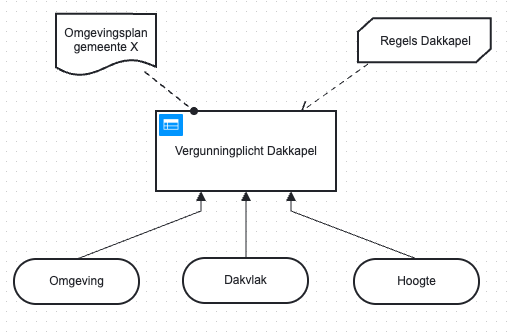 Omgevingsplan
gemeente X
Regels Dakkapel
Vergunningplicht Dakkapel
Omgeving
Dakvlak
Hoogte